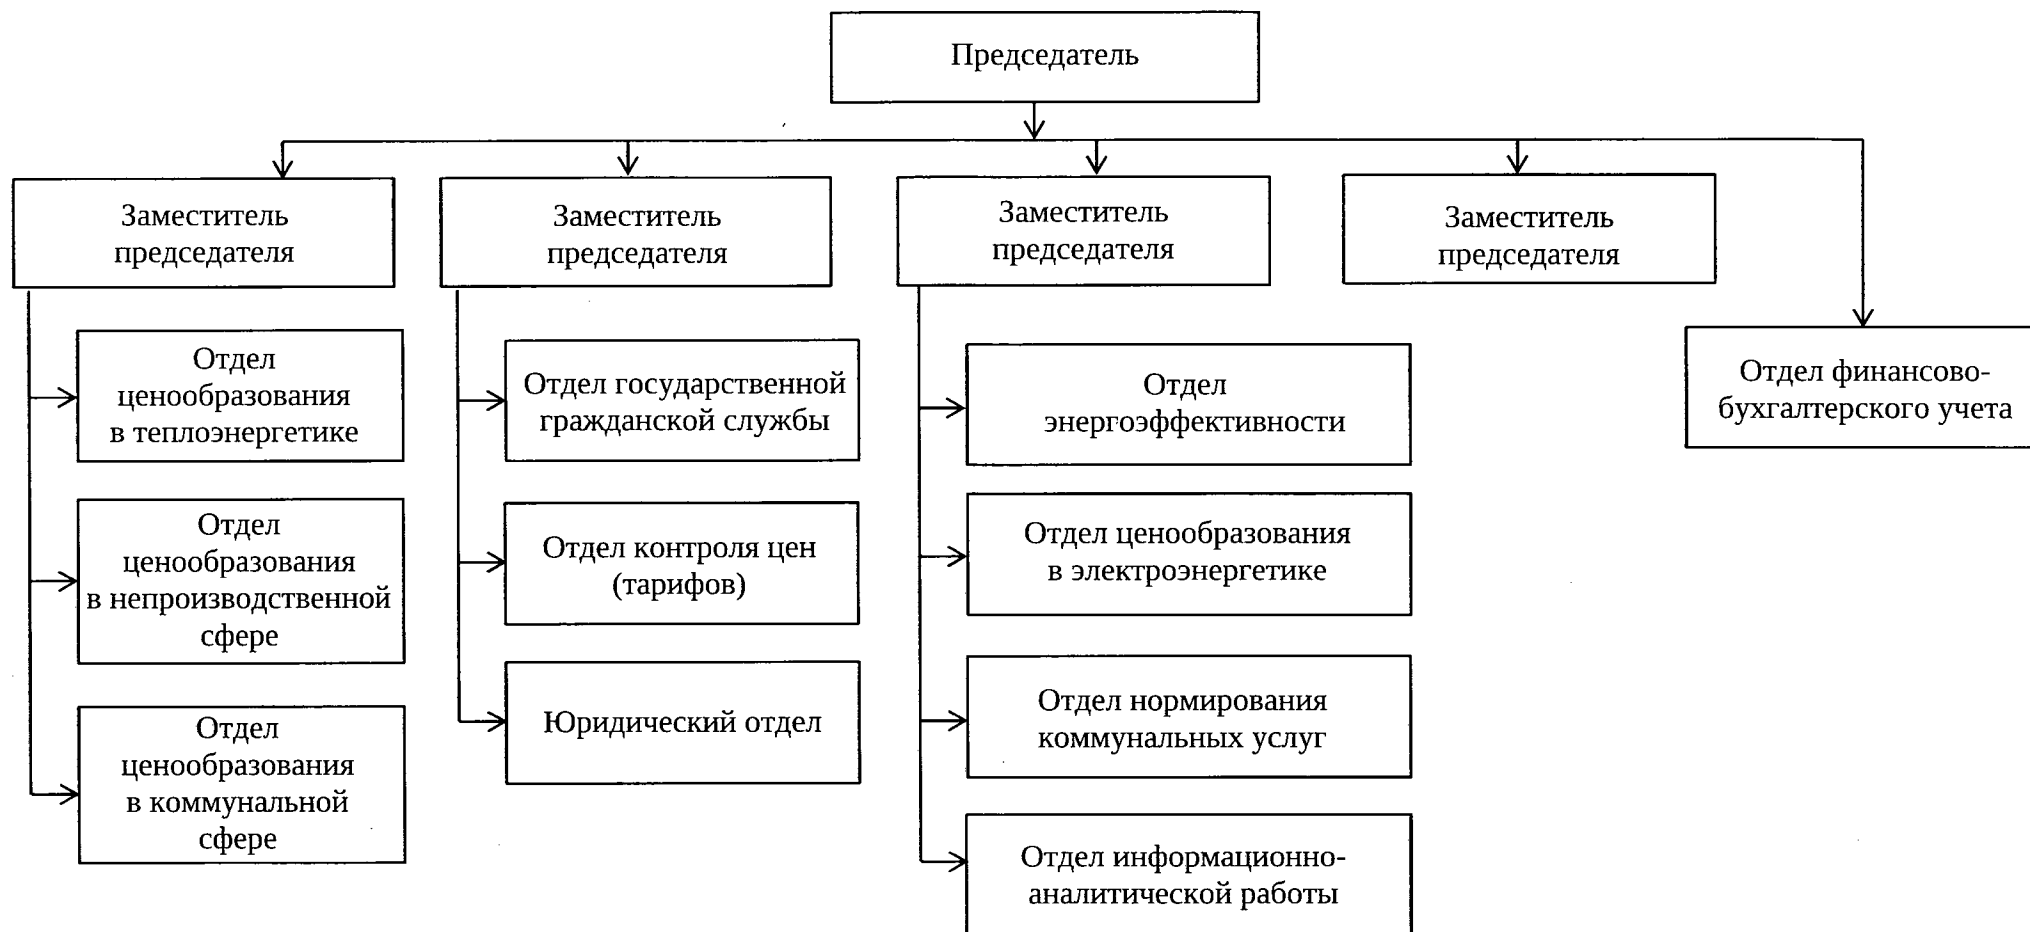 Председатель
Заместитель
председателя
Заместитель
председателя
Заместитель
председателя
Заместитель
председателя
Отдел
ценообразования
в теплоэнергетике
Отдел
ценообразования
в непроизводственной
сфере
Отдел
ценообразования
в коммунальной
сфере
Отдел государственной
гражданской службы
Отдел контроля цен
(тарифов)
Юридический отдел
Отдел
энергоэффективности
Отдел ценообразования
в электроэнергетике
Отдел нормирования
коммунальных услуг
Отдел информационно-
аналитической работы
Отдел финансово-
бухгалтерского учета